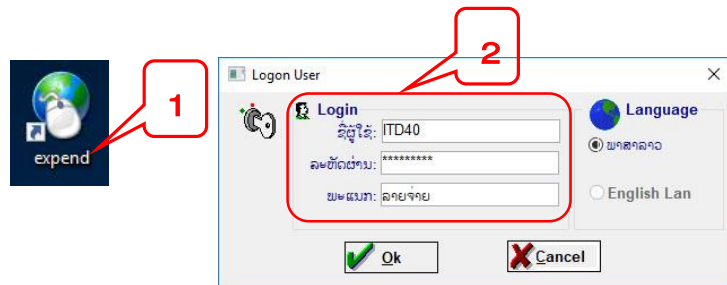 1
expend
2
Logon User
Login
ຊື່ຜູ້ໃຊ້: ITD40
ລະຫັດຜ່ານ: *********
ພະແນກ: ລາຍຈ່າຍ
Language
ພາສາລາວ
English Lan
Ok
Cancel